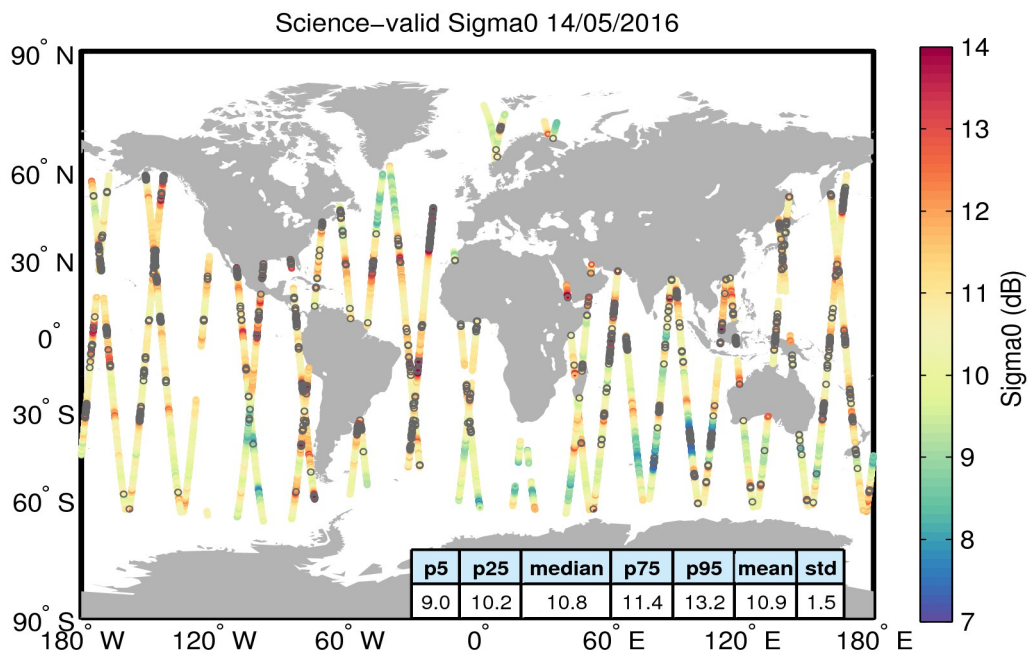 Science−valid Sigma0 14/05/2016
90° N
60° N
30° N
0°
30° S
60° S
90° S
180° W
120° W
60° W
0°
60° E
120° E
180° E
p5 p25 median p75 p95 mean std
9.0 10.2 10.8 11.4 13.2 10.9 1.5
14
13
12
11
10
9
8
7
Sigma0 (dB)